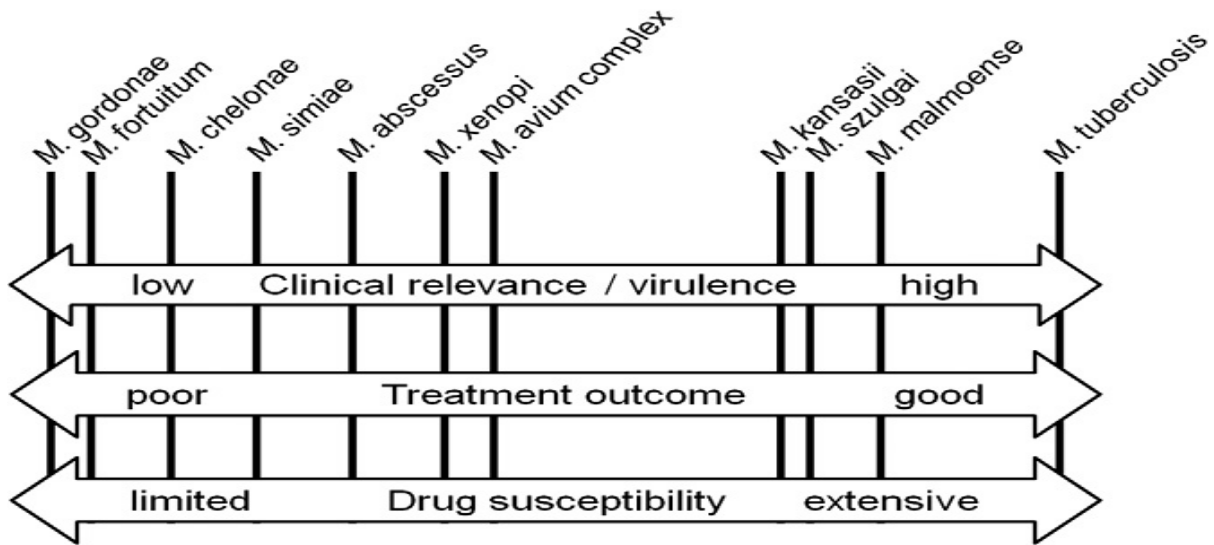 M. gordonae
M. fortuitum
M. chelonae
M. simiae
M. abscessus
M. xenopi
M. avium complex
M. kansasii
M. szulgai
M. malmoense
M. tuberculosis
low Clinical relevance / virulence high
poor Treatment outcome good
limited Drug susceptibility extensive